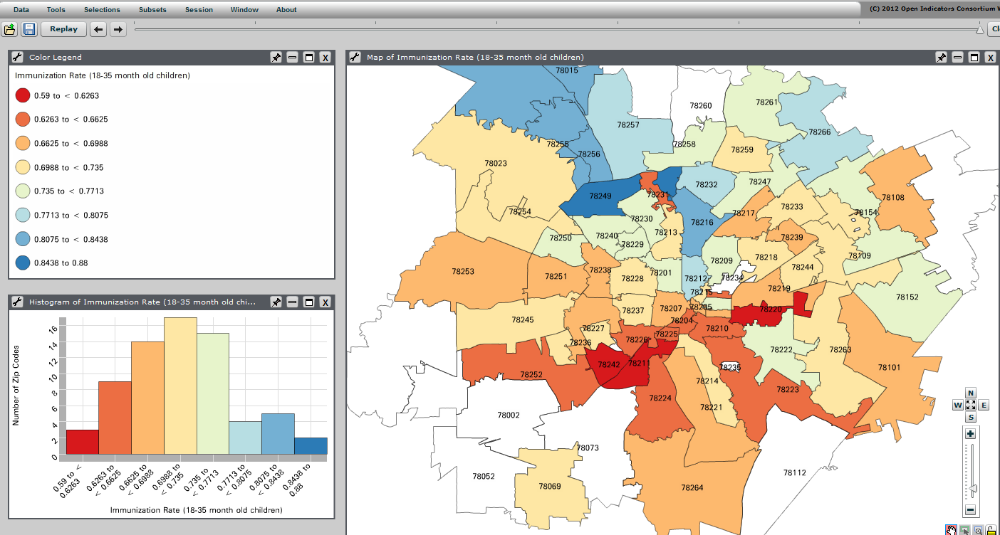 Data Tools Selections Subsets Session Window About
(C) 2012 Open Indicators Consortium W
Replay
Cl
Color Legend
X
Immunization Rate (18-35 month old children)
0.59 to < 0.6263
0.6263 to < 0.6625
0.6625 to < 0.6988
0.6988 to < 0.735
0.735 to < 0.7713
0.7713 to < 0.8075
0.8075 to < 0.8438
0.8438 to 0.88
Histogram of Immunization Rate (18-35 month old chi...
X
Number of Zip Codes
16
14
12
10
8
6
4
2
0
0.59 to <
0.6263
0.6263 to
< 0.6625
0.6625 to
< 0.6988
0.6988 to
< 0.735
0.735 to
< 0.7713
0.7713 to
< 0.8075
0.8075 to
< 0.8438
0.8438 to
0.88
Immunization Rate (18-35 month old children)
Map of Immunization Rate (18-35 month old children)
X
78015
78260
78261
78257
78266
78255
78258
78256
78259
78023
78247
78232
78231
78249
78108
78254
78233
78217
78154
78230
78216
78213
78250
78240
78239
78229
78109
78218
78209
78244
78253
78238
78201
78251
78228
78212
78234
78219
78215
78152
78205
78207
78220
78237
78245
78204
78227
78210
78225
78226
78236
78222
78263
78242
78211
78235
78101
78252
78214
78223
78224
78221
78002
78073
78052
78112
78069
78264
N
W
E
S